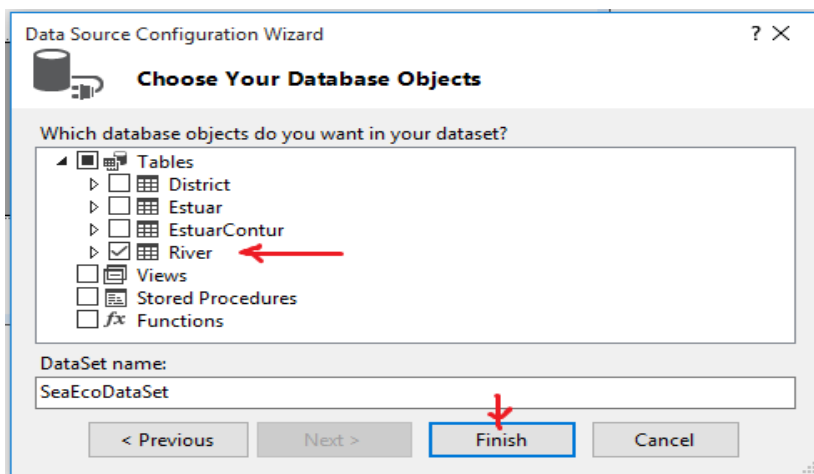 Data Source Configuration Wizard
Choose Your Database Objects
Which database objects do you want in your dataset?
Tables
District
Estuar
EstuarContur
River
Views
Stored Procedures
fx Functions
DataSet name:
SeaEcoDataSet
< Previous Next > Finish Cancel